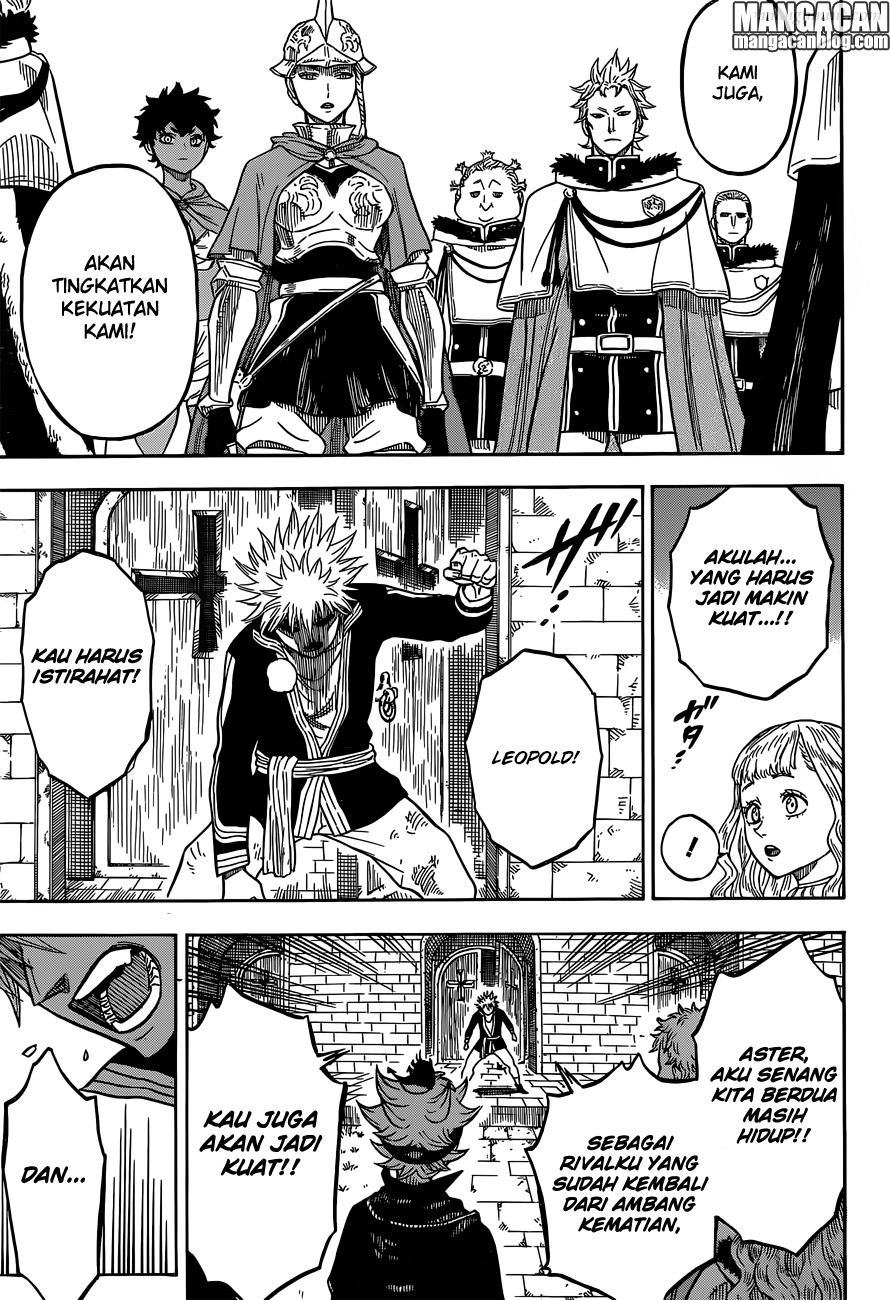 MANGACAN
mangacanblog.com
KAMI
JUGA,
AKAN
TINGKATKAN
KEKUATAN
KAMI!
AKULAH...
YANG HARUS
JADI MAKIN
KUAT...!!
ガタ
!
LEOPOLD!
KAU HARUS
ISTIRAHAT!
ASTER,
AKU SENANG
KITA BERDUA
MASIH
HIDUP!!
SEBAGAI
RIVALKU YANG
SUDAH KEMBALI
DARI AMBANG
KEMATIAN,
KAU JUGA
AKAN JADI
KUAT!!
DAN...